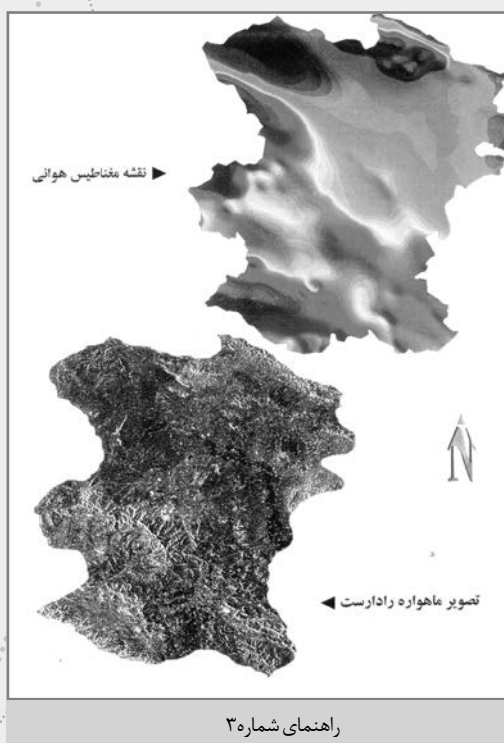 نقشه مغناطیس هوائی
N
تصویر ماهواره رادارست
راهنمای شماره۳